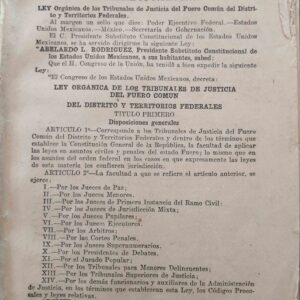 LEY Orgánica de los Tribunales de Justicia del Fuero Común del Distri-
to y Territorios Federales.
Al margen un sello que dice: Poder Ejecutivo Federal.—Estados
Unidos Mexicanos.—México.—Secretaría de Gobernación.
El C. Presidente Substituto Constitucional de los Estados Unidos
Mexicanos, se ha servido dirigirme la siguiente Ley:
"ABELARDO L. RODRIGUEZ, Presidente Substituto Constitucional de
los Estados Unidos Mexicanos, a sus habitantes, sabed:
Que el H. Congreso de la Unión, ha tenido a bien expedir la siguiente
Ley:
"El Congreso de los Estados Unidos Mexicanos, decreta:
LEY ORGANICA DE LOS TRIBUNALES DE JUSTICIA
DEL FUERO COMUN
DEL DISTRITO Y TERRITORIOS FEDERALES
TITULO PRIMERO
Disposiciones generales
ARTICULO 1º—Corresponde a los Tribunales de Justicia del Fuero
Común del Distrito y Territorios Federales y dentro de los términos que
establece la Constitución General de la República, la facultad de aplicar
las leyes en asuntos civiles y penales del citado Fuero; lo mismo que en
los asuntos del orden federal en los casos en que expresamente las leyes
de esta materia les confieren jurisdicción.
ARTICULO 2º—La facultad a que se refiere el artículo anterior, se
ejerce:
I.—Por los Jueces de Paz;
II.—Por los Jueces Menores.
III.—Por los Jueces de Primera Instancia del Ramo Civil;
IV.—Por los Jueces de Jurisdicción Mixta;
V.—Por los Jueces Pupilares;
VI.—Por los Jueces Ejecutores;
VII.—Por los Arbitros;
VIII.—Por las Cortes Penales.
IX.—Por los Jueces Supernumerarios.
X.—Por los Presidentes de Debates.
XI.—Por el Jurado Popular;
XII.—Por los Tribunales para Menores Delincuentes;
XIII.—Por los Tribunales Superiores de Justicia;
XIV.—Por los demás funcionarios y auxiliares de la Administración
de Justicia, en los términos que establecen esta Ley, los Códigos Proce-
sales y leyes relativas.